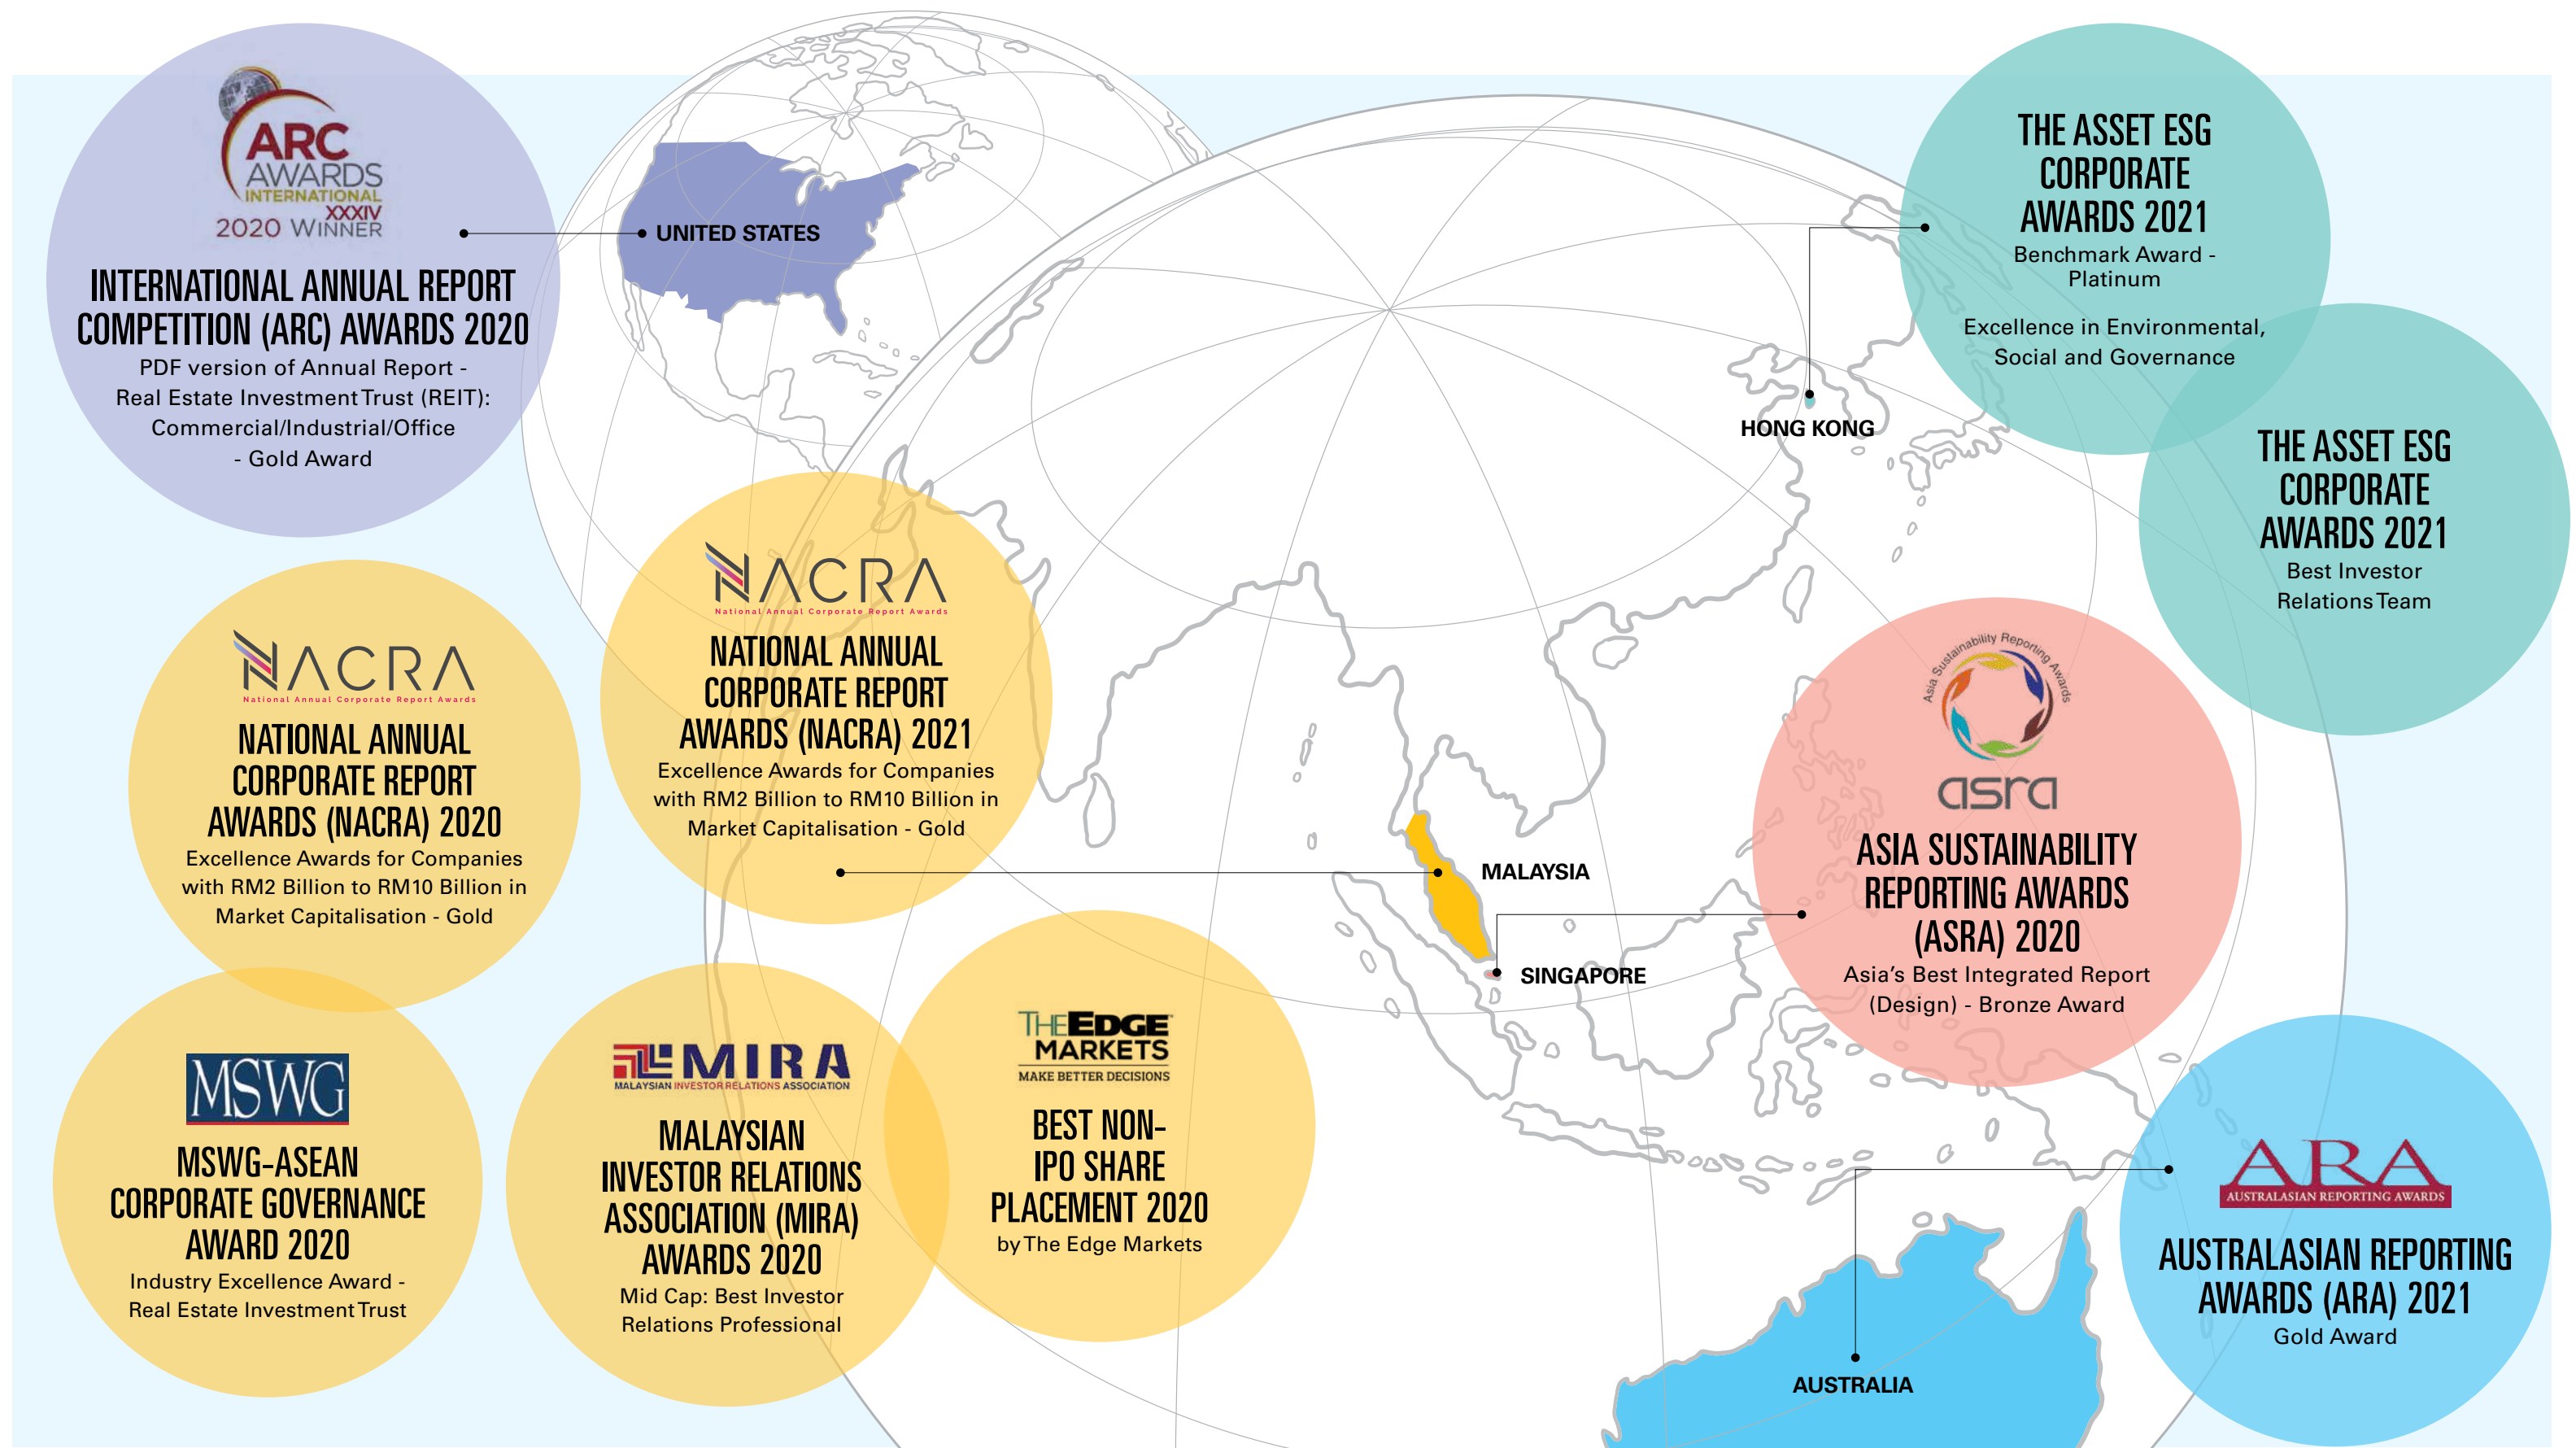 ARC
AWARDS
INTERNATIONAL
XXXIV
2020 WINNER
INTERNATIONAL ANNUAL REPORT
COMPETITION (ARC) AWARDS 2020
PDF version of Annual Report -
Real Estate Investment Trust (REIT):
Commercial/Industrial/Office
- Gold Award
UNITED STATES
THE ASSET ESG
CORPORATE
AWARDS 2021
Benchmark Award -
Platinum
Excellence in Environmental,
Social and Governance
HONG KONG
THE ASSET ESG
CORPORATE
AWARDS 2021
Best Investor
Relations Team
NACRA
National Annual Corporate Report Awards
NATIONAL ANNUAL
CORPORATE REPORT
AWARDS (NACRA) 2021
Excellence Awards for Companies
with RM2 Billion to RM10 Billion in
Market Capitalisation - Gold
NACRA
National Annual Corporate Report Awards
NATIONAL ANNUAL
CORPORATE REPORT
AWARDS (NACRA) 2020
Excellence Awards for Companies
with RM2 Billion to RM10 Billion in
Market Capitalisation - Gold
MALAYSIA
SINGAPORE
Asia Sustainability Reporting Awards
asra
ASIA SUSTAINABILITY
REPORTING AWARDS
(ASRA) 2020
Asia's Best Integrated Report
(Design) - Bronze Award
MSWG
MSWG-ASEAN
CORPORATE GOVERNANCE
AWARD 2020
Industry Excellence Award -
Real Estate Investment Trust
MIRA
MALAYSIAN INVESTOR RELATIONS ASSOCIATION
MALAYSIAN
INVESTOR RELATIONS
ASSOCIATION (MIRA)
AWARDS 2020
Mid Cap: Best Investor
Relations Professional
THEEDGE
MARKETS
MAKE BETTER DECISIONS
BEST NON-
IPO SHARE
PLACEMENT 2020
by The Edge Markets
ARA
AUSTRALASIAN REPORTING AWARDS
AUSTRALASIAN REPORTING
AWARDS (ARA) 2021
Gold Award
AUSTRALIA